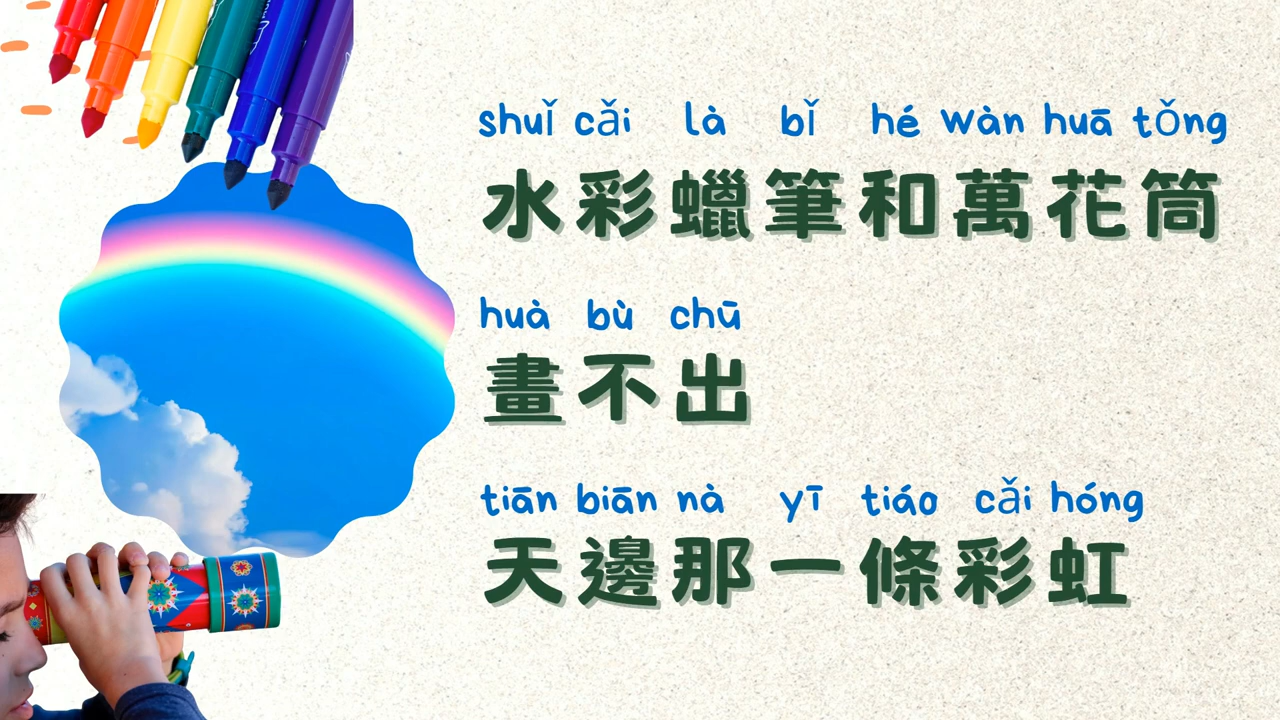 shuǐ cǎi là bǐ hé wàn huā tǒng
水彩蠟筆和萬花筒
huà bù chū
畫不出
tiān biān nà yī tiáo cǎi hóng
天邊那一條彩虹